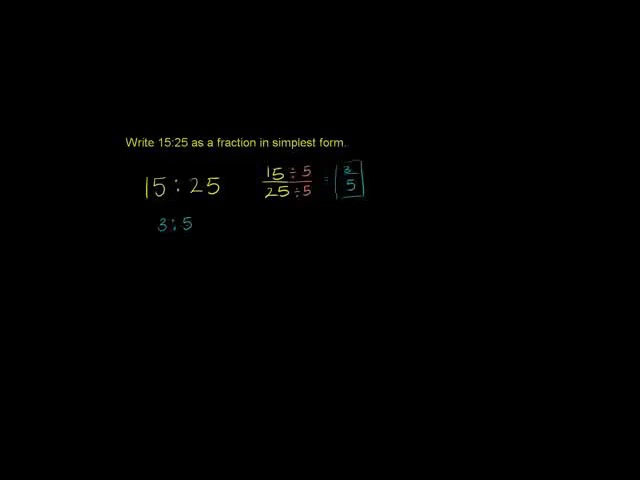 Write 15:25 as a fraction in simplest form.
15 : 25
15 ÷ 5
25 ÷ 5
= 3
5
3 : 5